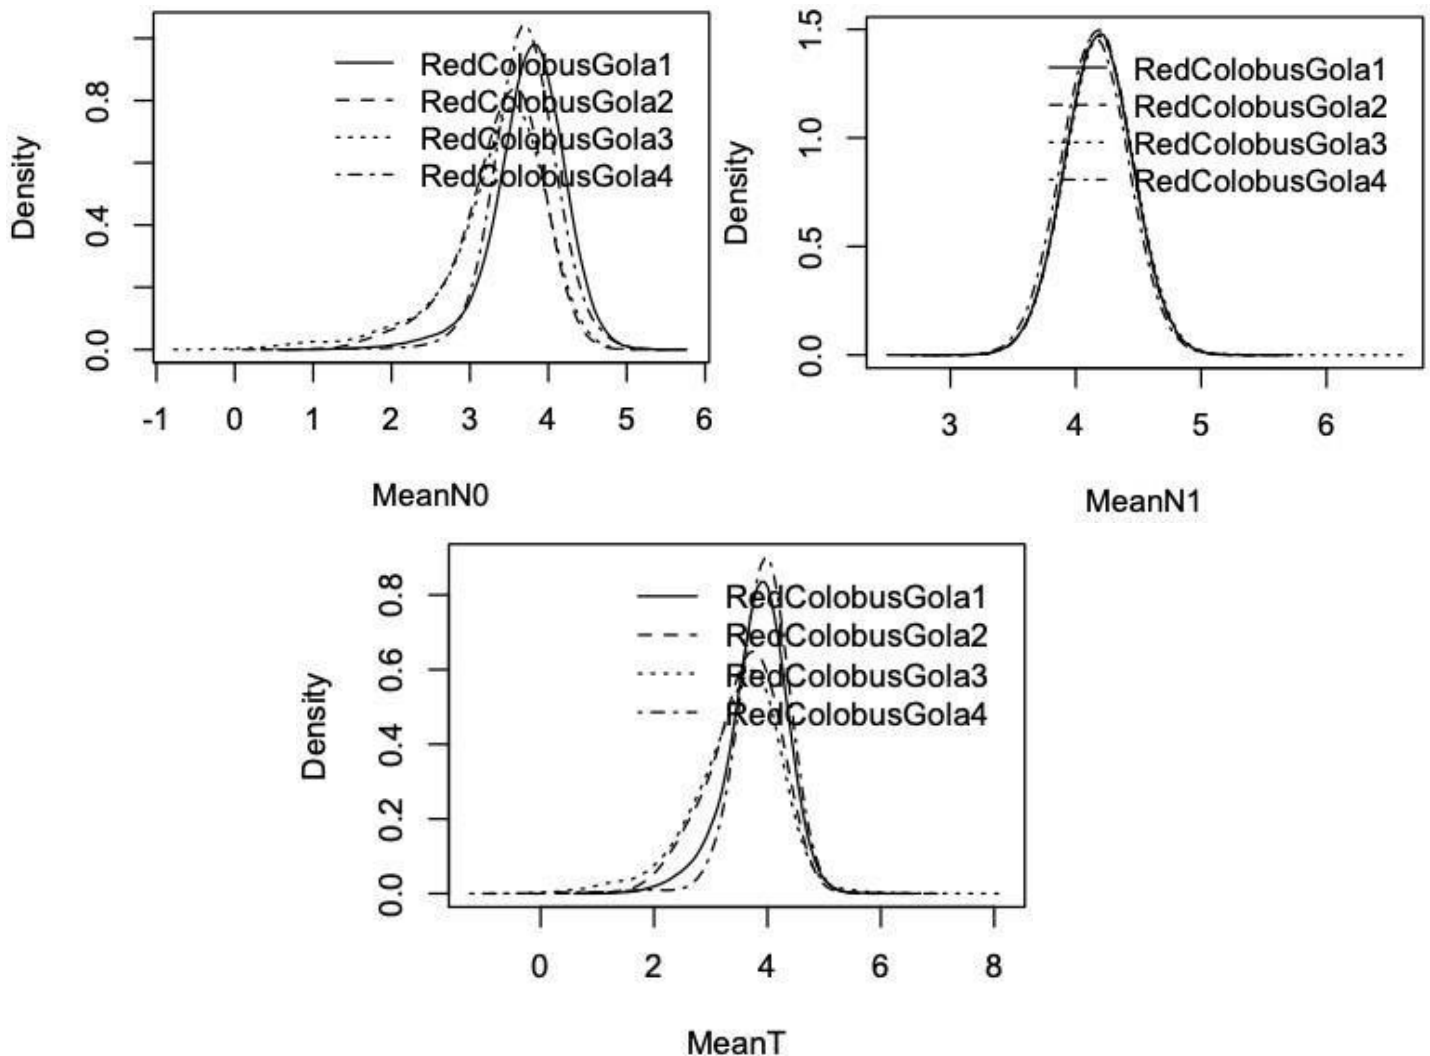 Density
0.0
0.4
0.8
RedColobusGola1
RedColobusGola2
RedColobusGola3
RedColobusGola4
-1 0 1 2 3 4 5 6
MeanN0
Density
0.0
0.5
1.0
1.5
RedColobusGola1
RedColobusGola2
RedColobusGola3
RedColobusGola4
3 4 5 6
MeanN1
Density
0.0
0.2
0.4
0.6
0.8
RedColobusGola1
RedColobusGola2
RedColobusGola3
RedColobusGola4
0 2 4 6 8
MeanT